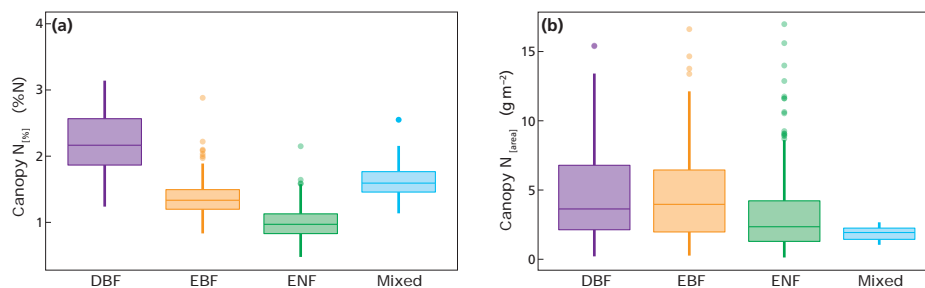 (a)
Canopy N[%] (%N)
4
3
2
1
DBF EBF ENF Mixed
(b)
Canopy N [area] (g m⁻²)
15
10
5
0
DBF EBF ENF Mixed